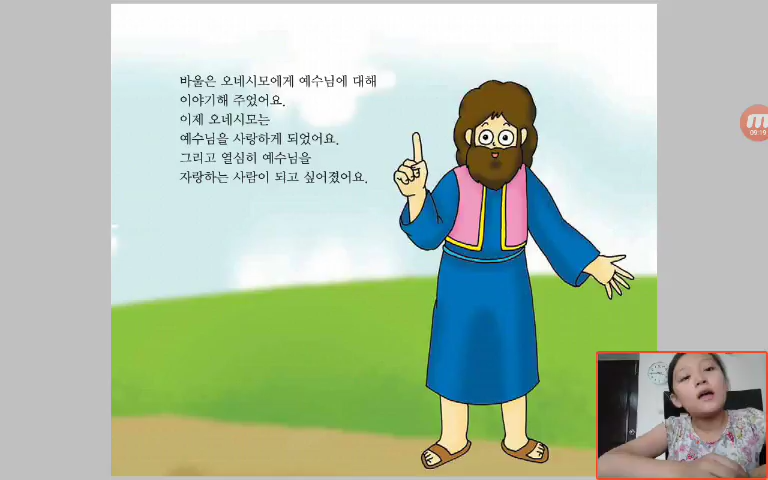 바울은 오네시모에게 예수님에 대해
이야기해 주었어요.
이제 오네시모는
예수님을 사랑하게 되었어요.
그리고 열심히 예수님을
자랑하는 사람이 되고 싶어졌어요.
09:19